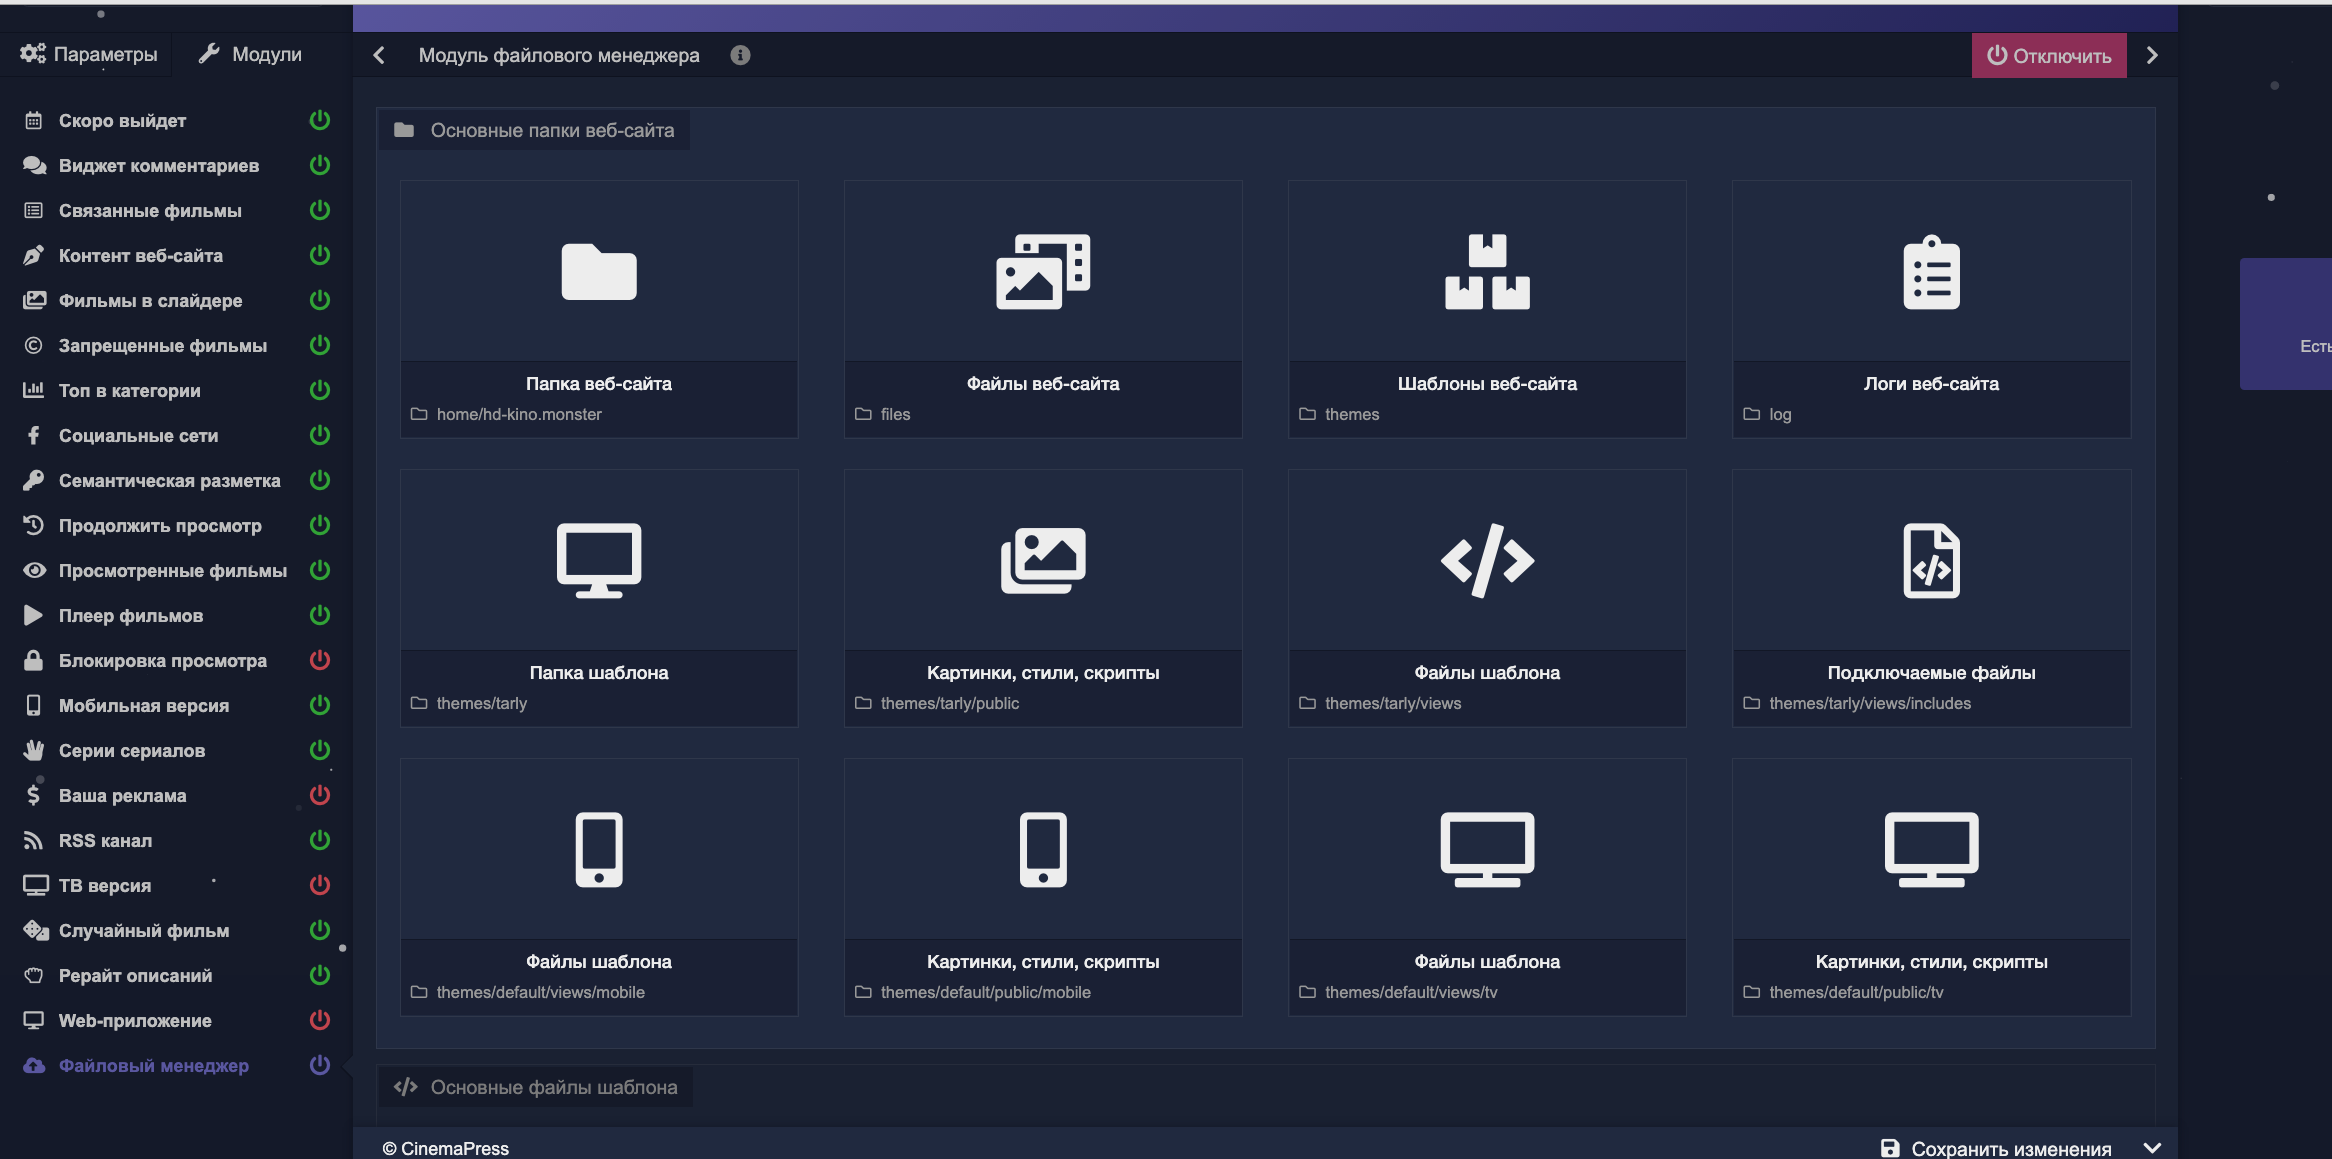 Параметры
Модули
Модуль файлового менеджера
Отключить
Скоро выйдет
Виджет комментариев
Связанные фильмы
Контент веб-сайта
Фильмы в слайдере
Запрещенные фильмы
Топ в категории
Социальные сети
Семантическая разметка
Продолжить просмотр
Просмотренные фильмы
Плеер фильмов
Блокировка просмотра
Мобильная версия
Серии сериалов
Ваша реклама
RSS канал
ТВ версия
Случайный фильм
Рерайт описаний
Web-приложение
Файловый менеджер
Основные папки веб-сайта
Папка веб-сайта
home/hd-kino.monster
Файлы веб-сайта
files
Шаблоны веб-сайта
themes
Логи веб-сайта
log
Папка шаблона
themes/tarly
Картинки, стили, скрипты
themes/tarly/public
Файлы шаблона
themes/tarly/views
Подключаемые файлы
themes/tarly/views/includes
Файлы шаблона
themes/default/views/mobile
Картинки, стили, скрипты
themes/default/public/mobile
Файлы шаблона
themes/default/views/tv
Картинки, стили, скрипты
themes/default/public/tv
Основные файлы шаблона
© CinemaPress
Сохранить изменения
Есть